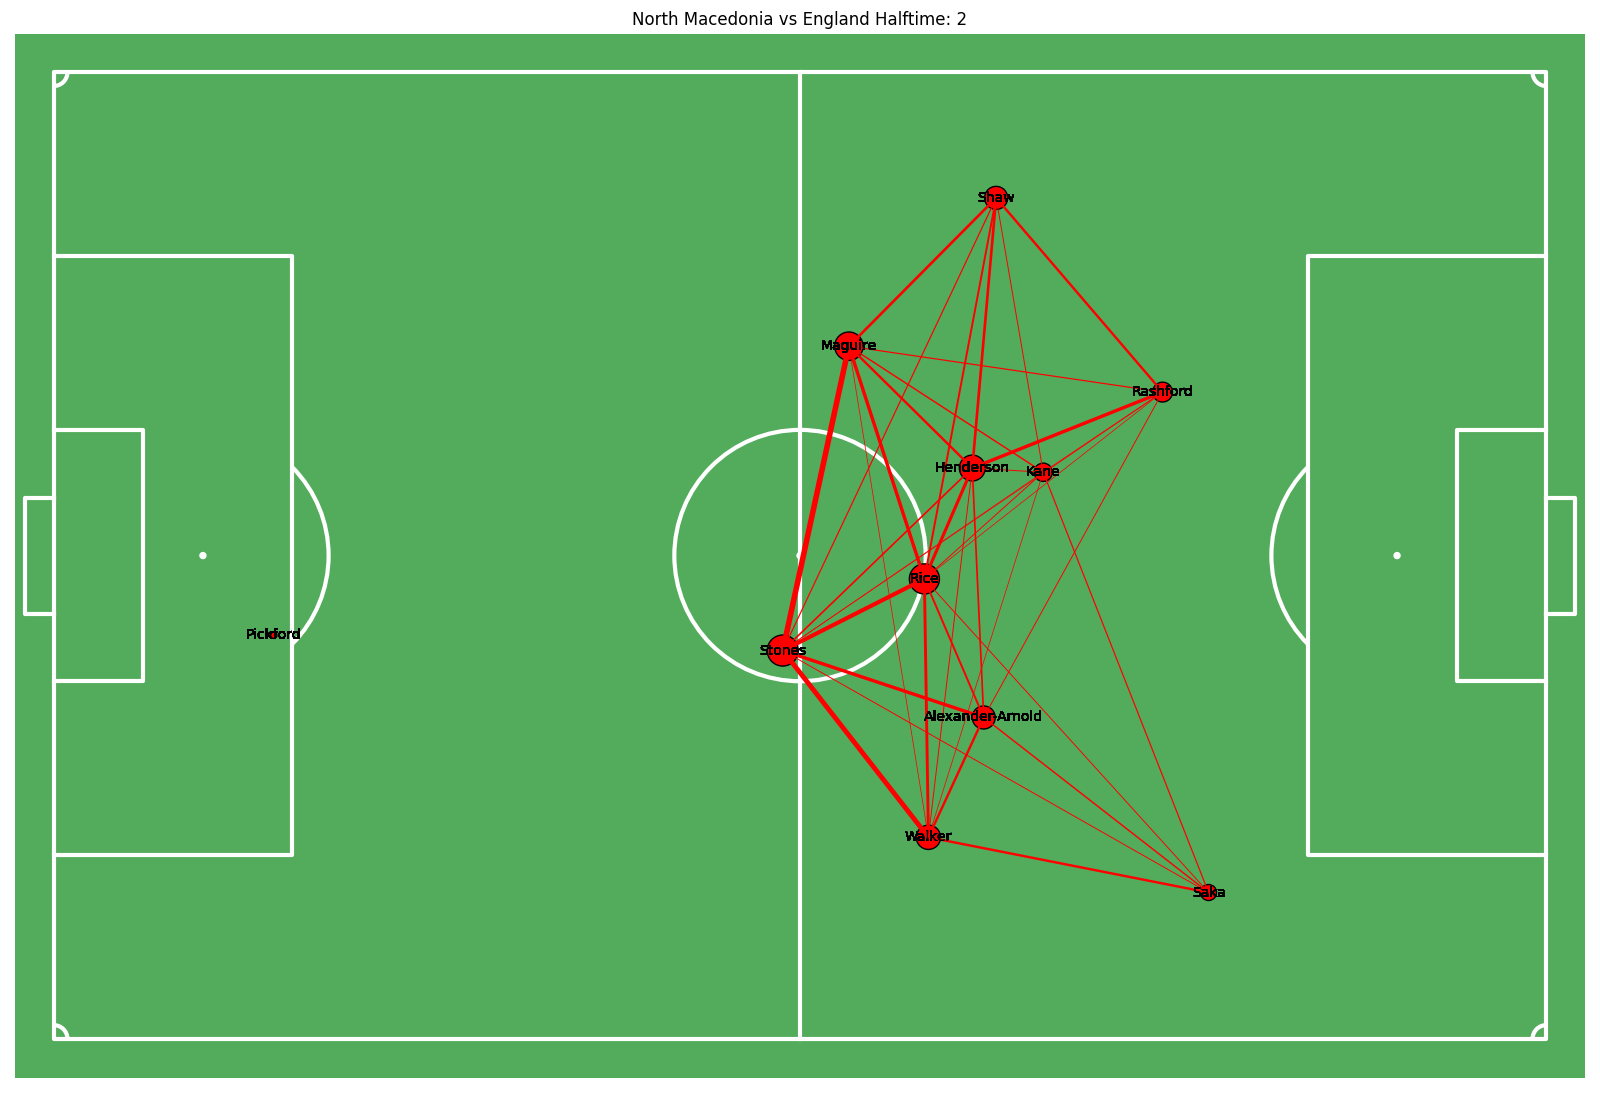 North Macedonia vs England Halftime: 2
Shaw
Maguire
Rashford
Henderson
Kane
Rice
Pickford
Stones
Alexander-Arnold
Walker
Saka